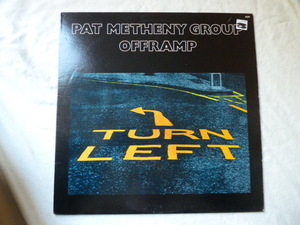 PAT METHENY GROUP
OFFRAMP
TURN
LEFT